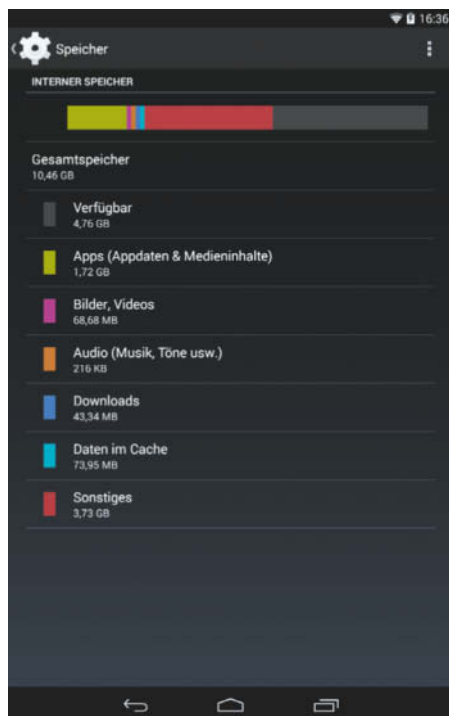 16:36
Speicher
INTERNER SPEICHER
Gesamtspeicher
10,46 GB
Verfügbar
4,76 GB
Apps (Appdaten & Medieninhalte)
1,72 GB
Bilder, Videos
68,68 MB
Audio (Musik, Töne usw.)
216 KB
Downloads
43,34 MB
Daten im Cache
73,95 MB
Sonstiges
3,73 GB